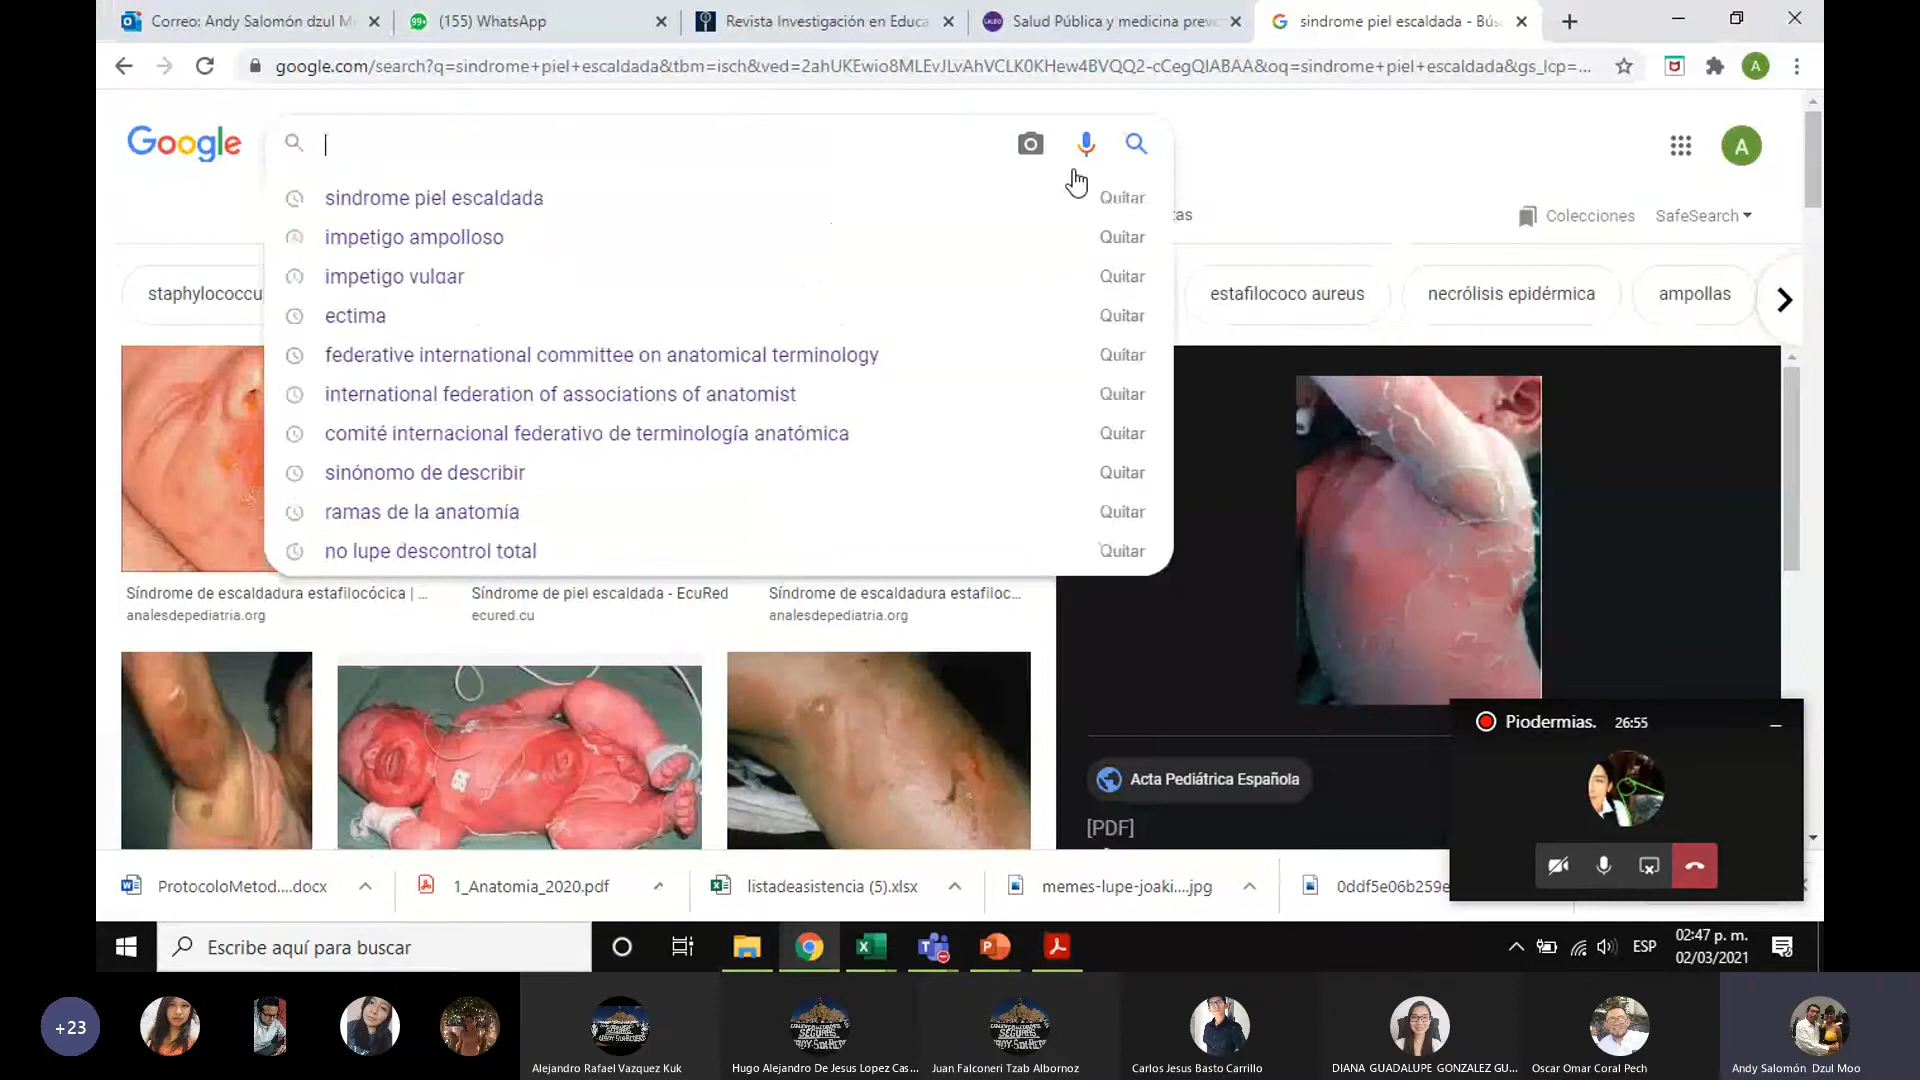 Correo: Andy Salomón dzul M
(155) WhatsApp
Revista Investigación en Educa
Salud Pública y medicina preve
sindrome piel escaldada - Bús
google.com/search?q=sindrome+piel+escaldada&tbm=isch&ved=2ahUKEwio8MLEvJLvAhVCLK0KHew4BVQQ2-cCegQIABAA&oq=sindrome+piel+escaldada&gs_lcp=...
A
Google
A
sindrome piel escaldada
Quitar
impetigo ampolloso
Quitar
impetigo vulgar
Quitar
ectima
Quitar
federative international committee on anatomical terminology
Quitar
international federation of associations of anatomist
Quitar
comité internacional federativo de terminología anatómica
Quitar
sinónomo de describir
Quitar
ramas de la anatomía
Quitar
no lupe descontrol total
Quitar
tas
Colecciones
SafeSearch
staphylococcu
estafilococo aureus
necrólisis epidérmica
ampollas
Síndrome de escaldadura estafilocócica | ...
analesdepediatria.org
Síndrome de piel escaldada - EcuRed
ecured.cu
Síndrome de escaldadura estafiloc...
analesdepediatria.org
Acta Pediátrica Española
[PDF]
Piodermias.
26:55
ProtocoloMetod....docx
1_Anatomia_2020.pdf
listadeasistencia (5).xlsx
memes-lupe-joaki....jpg
0ddf5e06b259e
Escribe aquí para buscar
ESP
02:47 p. m.
02/03/2021
+23
Alejandro Rafael Vazquez Kuk
Hugo Alejandro De Jesus Lopez Cas...
Juan Falconeri Tzab Albornoz
Carlos Jesus Basto Carrillo
DIANA GUADALUPE GONZALEZ GU...
Oscar Omar Coral Pech
Andy Salomón Dzul Moo